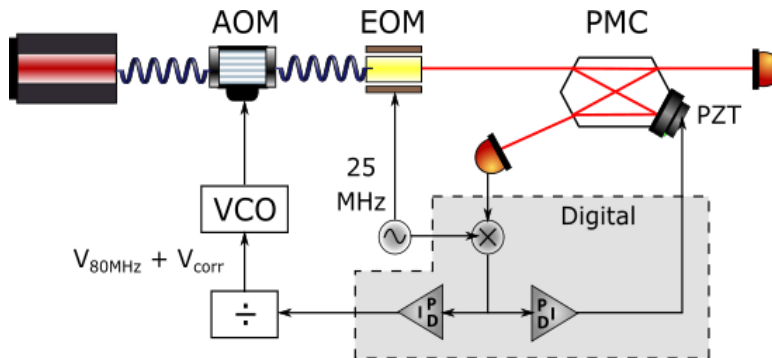 AOM
EOM
PMC
PZT
25
MHz
Digital
VCO
V80MHz + Vcorr
÷
I P D
P I D